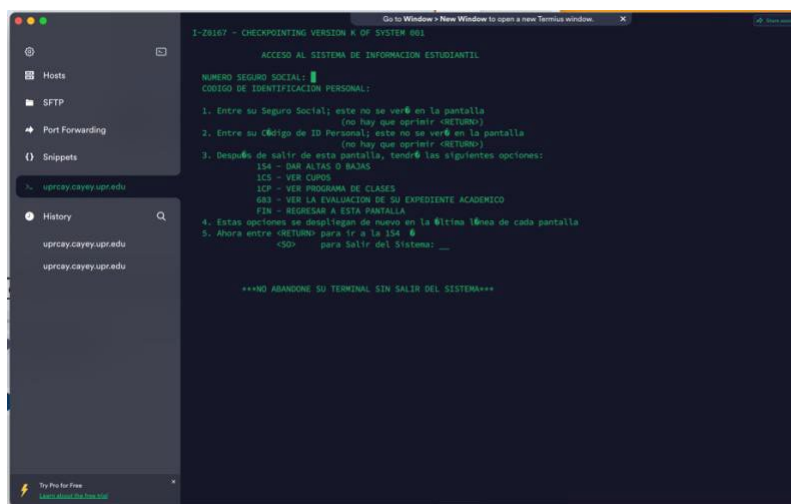 Go to Window > New Window to open a new Termius window.
Hosts
SFTP
Port Forwarding
Snippets
uprcay.cayey.upr.edu
History
uprcay.cayey.upr.edu
uprcay.cayey.upr.edu
Try Pro for Free
Learn about the free trial
I-Z8167 - CHECKPOINTING VERSION K OF SYSTEM 001
ACCESO AL SISTEMA DE INFORMACION ESTUDIANTIL
NUMERO SEGURO SOCIAL:
CODIGO DE IDENTIFICACION PERSONAL:
1. Entre su Seguro Social; este no se ver� en la pantalla
(no hay que oprimir <RETURN>)
2. Entre su C�digo de ID Personal; este no se ver� en la pantalla
(no hay que oprimir <RETURN>)
3. Despu�s de salir de esta pantalla, tendr� las siguientes opciones:
1S4 - DAR ALTAS O BAJAS
1CS - VER CUPOS
1CP - VER PROGRAMA DE CLASES
683 - VER LA EVALUACION DE SU EXPEDIENTE ACADEMICO
FIN - REGRESAR A ESTA PANTALLA
4. Estas opciones se despliegan de nuevo en la �ltima l�nea de cada pantalla
5. Ahora entre <RETURN> para ir a la 1S4 �
<SO> para Salir del Sistema: __
***NO ABANDONE SU TERMINAL SIN SALIR DEL SISTEMA***